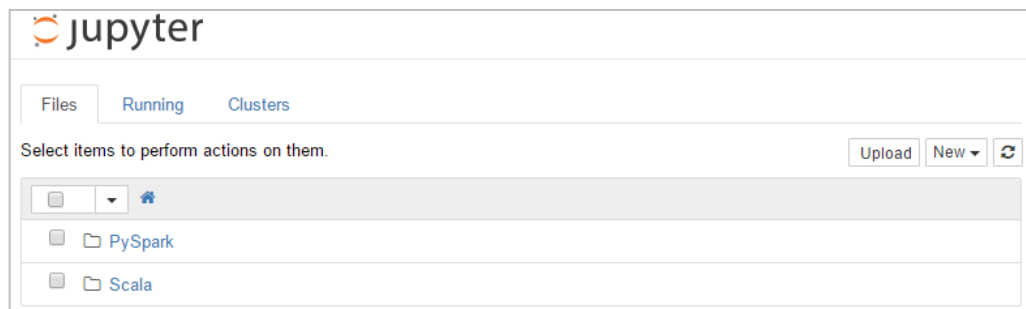 jupyter
Files Running Clusters
Select items to perform actions on them. Upload New
PySpark
Scala